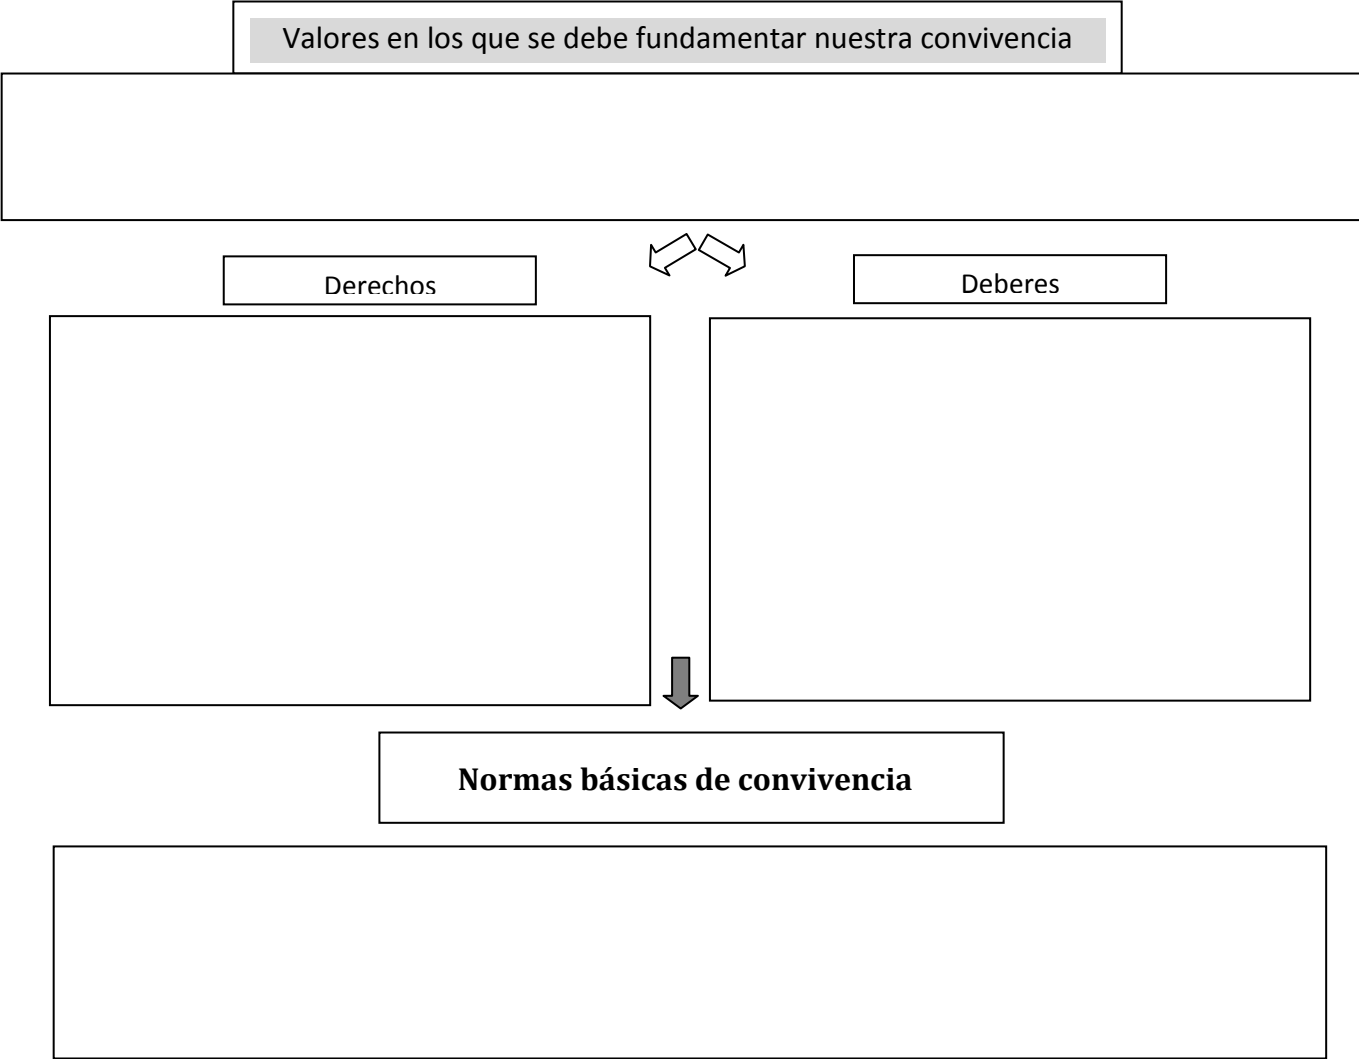 Valores en los que se debe fundamentar nuestra convivencia
Derechos
Deberes
Normas básicas de convivencia